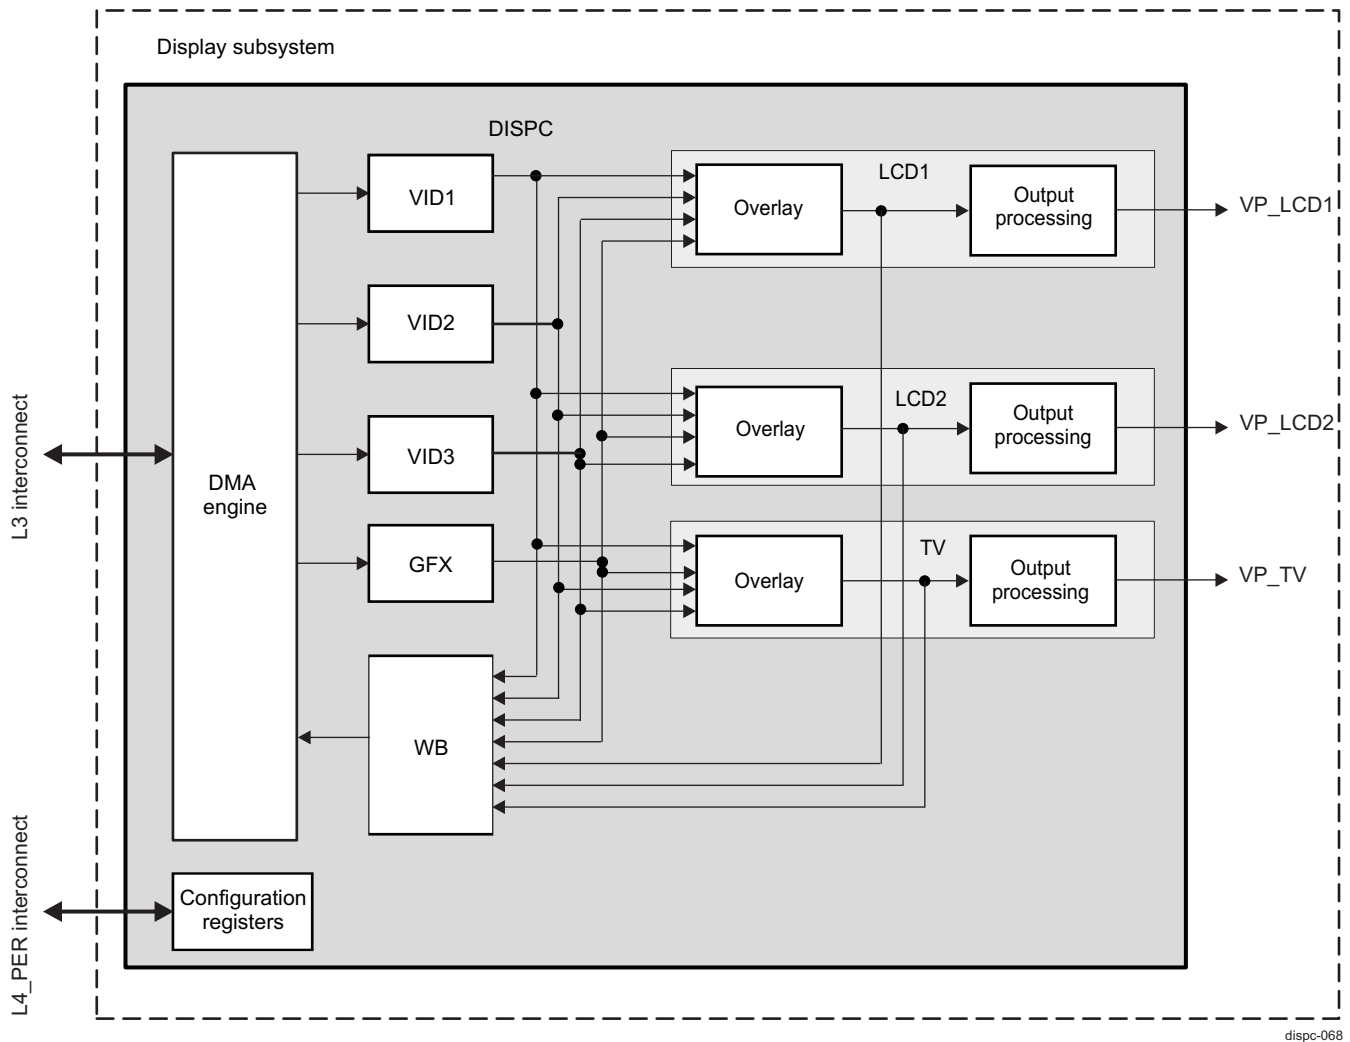 Display subsystem
DISPC
VID1
VID2
VID3
GFX
WB
DMA
engine
Configuration
registers
L3 interconnect
L4_PER interconnect
LCD1
Overlay
Output
processing
VP_LCD1
LCD2
Overlay
Output
processing
VP_LCD2
TV
Overlay
Output
processing
VP_TV
dispc-068